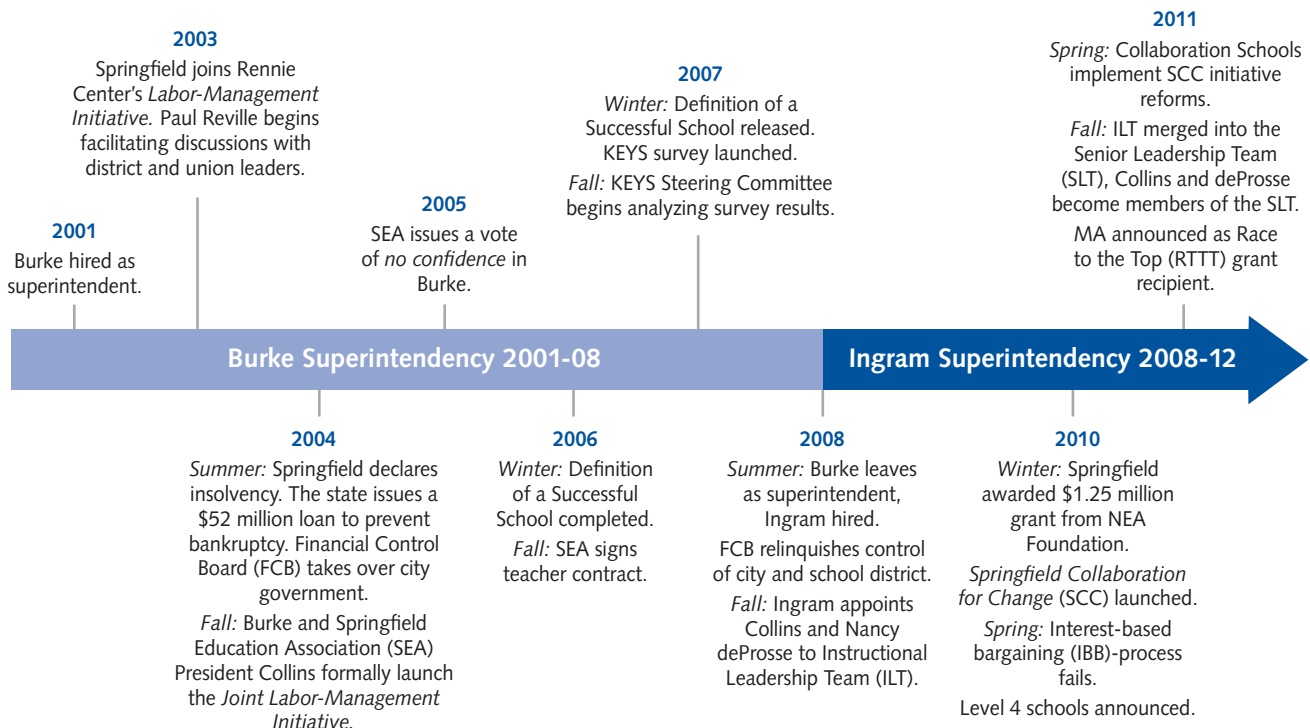 2003
Springfield joins Rennie
Center's Labor-Management
Initiative. Paul Reville begins
facilitating discussions with
district and union leaders.
2001
Burke hired as
superintendent.
2005
SEA issues a vote
of no confidence in
Burke.
2007
Winter: Definition of a
Successful School released.
KEYS survey launched.
Fall: KEYS Steering Committee
begins analyzing survey results.
2011
Spring: Collaboration Schools
implement SCC initiative
reforms.
Fall: ILT merged into the
Senior Leadership Team
(SLT), Collins and deProsse
become members of the SLT.
MA announced as Race
to the Top (RTTT) grant
recipient.
Burke Superintendency 2001-08
Ingram Superintendency 2008-12
2004
Summer: Springfield declares
insolvency. The state issues a
$52 million loan to prevent
bankruptcy. Financial Control
Board (FCB) takes over city
government.
Fall: Burke and Springfield
Education Association (SEA)
President Collins formally launch
the Joint Labor-Management
Initiative.
2006
Winter: Definition
of a Successful
School completed.
Fall: SEA signs
teacher contract.
2008
Summer: Burke leaves
as superintendent,
Ingram hired.
FCB relinquishes control
of city and school district.
Fall: Ingram appoints
Collins and Nancy
deProsse to Instructional
Leadership Team (ILT).
2010
Winter: Springfield
awarded $1.25 million
grant from NEA
Foundation.
Springfield Collaboration
for Change (SCC) launched.
Spring: Interest-based
bargaining (IBB)-process
fails.
Level 4 schools announced.